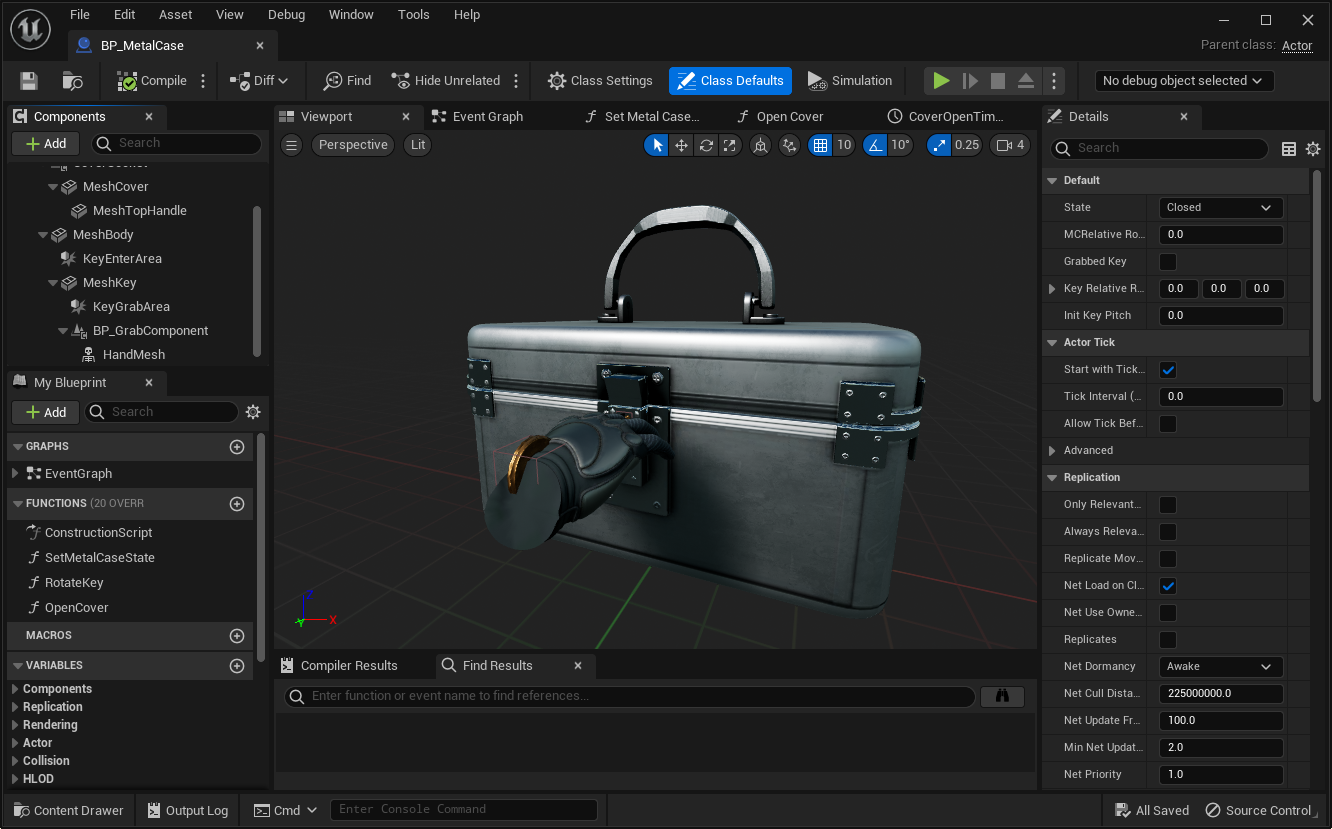 File Edit Asset View Debug Window Tools Help
BP_MetalCase
Parent class: Actor
Compile Diff Find Hide Unrelated Class Settings Class Defaults Simulation No debug object selected
Components
Viewport Event Graph Set Metal Case... Open Cover CoverOpenTim...
Details
Add Search
Perspective Lit 10 10° 0.25 4
Search
MeshCover
MeshTopHandle
MeshBody
KeyEnterArea
MeshKey
KeyGrabArea
BP_GrabComponent
HandMesh
My Blueprint
Add Search
GRAPHS
EventGraph
FUNCTIONS (20 OVERR
ConstructionScript
SetMetalCaseState
RotateKey
OpenCover
MACROS
VARIABLES
Components
Replication
Rendering
Actor
Collision
HLOD
Z
X
Y
Compiler Results Find Results
Enter function or event name to find references...
Default
State Closed
MCRelative Ro... 0.0
Grabbed Key
Key Relative R... 0.0 0.0 0.0
Init Key Pitch 0.0
Actor Tick
Start with Tick...
Tick Interval (... 0.0
Allow Tick Bef...
Advanced
Replication
Only Relevant...
Always Releva...
Replicate Mov...
Net Load on Cl...
Net Use Owne...
Replicates
Net Dormancy Awake
Net Cull Dista... 225000000.0
Net Update Fr... 100.0
Min Net Updat... 2.0
Net Priority 1.0
Content Drawer Output Log Cmd Enter Console Command All Saved Source Control